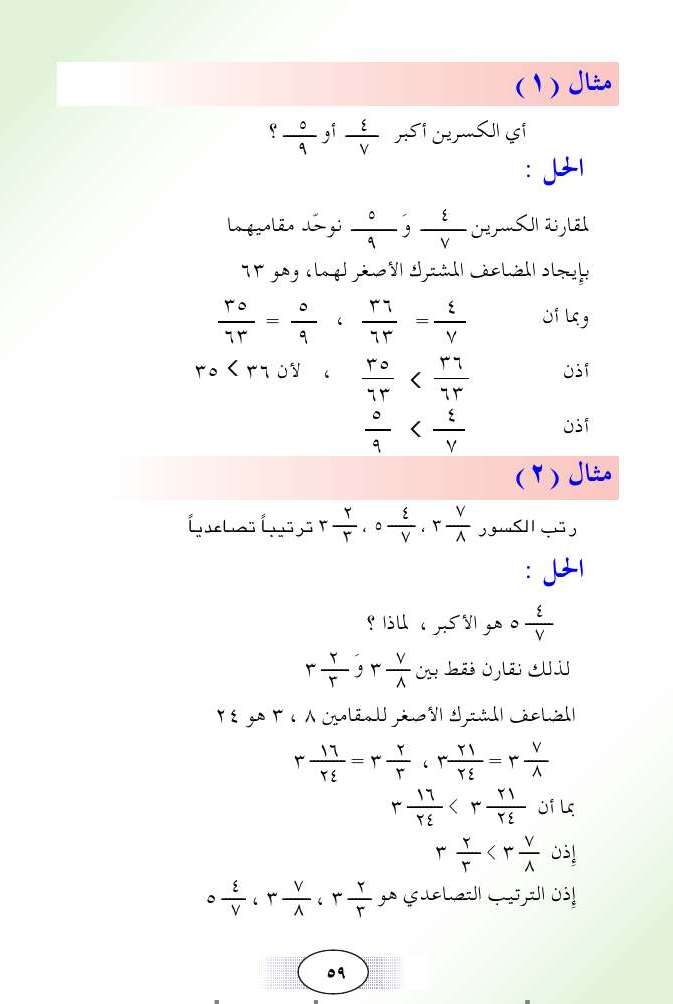 مثال (١)
أي الكسرين أكبر ٤/٧ أو ٥/٩ ؟
الحل :
لمقارنة الكسرين ٤/٧ وَ ٥/٩ نوحّد مقاميهما
بإيجاد المضاعف المشترك الأصغر لهما، وهو ٦٣
وبما أن ٤/٧ = ٣٦/٦٣ ، ٥/٩ = ٣٥/٦٣
أذن ٣٦/٦٣ > ٣٥/٦٣ ، لأن ٣٦ > ٣٥
أذن ٤/٧ > ٥/٩
مثال (٢)
رتب الكسور ٣ ٧/٨ ، ٥ ٤/٧ ، ٣ ٢/٣ ترتيباً تصاعدياً
الحل :
٥ ٤/٧ هو الأكبر ، لماذا ؟
لذلك نقارن فقط بين ٣ ٧/٨ وَ ٣ ٢/٣
المضاعف المشترك الأصغر للمقامين ٨ ، ٣ هو ٢٤
٣ ٧/٨ = ٣ ٢١/٢٤ ، ٣ ٢/٣ = ٣ ١٦/٢٤
بما أن ٣ ٢١/٢٤ > ٣ ١٦/٢٤
إذن ٣ ٧/٨ > ٣ ٢/٣
إذن الترتيب التصاعدي هو ٣ ٢/٣ ، ٣ ٧/٨ ، ٥ ٤/٧
٥٩